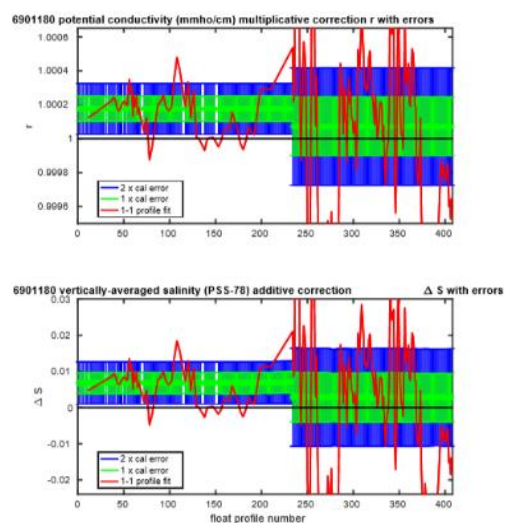 6901180 potential conductivity (mmho/cm) multiplicative correction r with errors
1.0006
1.0004
1.0002
1
0.9998
0.9996
r
2 x cal error
1 x cal error
1-1 profile fit
0 50 100 150 200 250 300 350 400
6901180 vertically-averaged salinity (PSS-78) additive correction Δ S with errors
0.03
0.02
0.01
0
-0.01
-0.02
Δ S
2 x cal error
1 x cal error
1-1 profile fit
0 50 100 150 200 250 300 350 400
float profile number